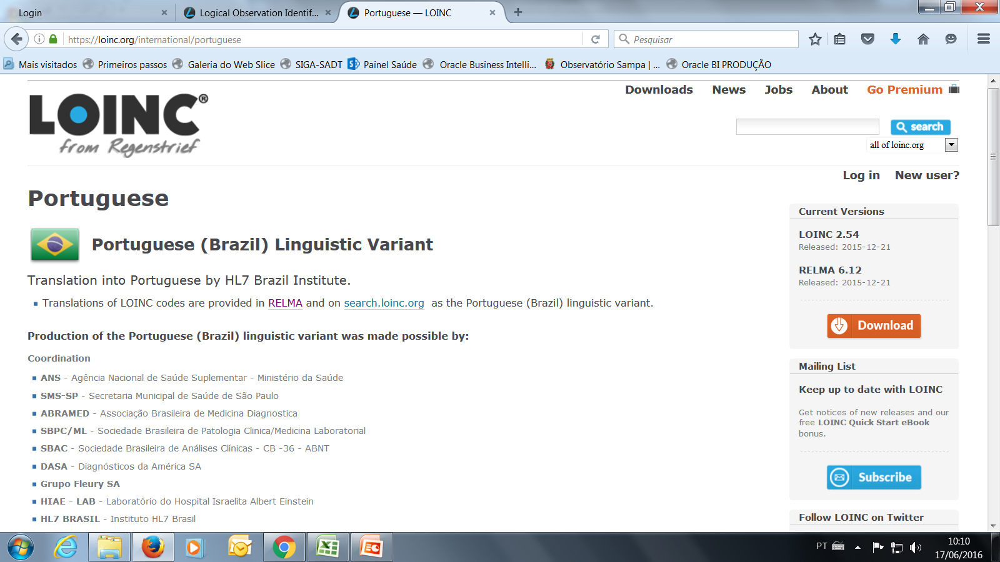 Login
Logical Observation Identif...
Portuguese — LOINC
https://loinc.org/international/portuguese
Pesquisar
Mais visitados
Primeiros passos
Galeria do Web Slice
SIGA-SADT
Painel Saúde
Oracle Business Intelli...
Observatório Sampa | ...
Oracle BI PRODUÇÃO
LOINC®
from Regenstrief
Downloads
News
Jobs
About
Go Premium
search
all of loinc.org
Log in
New user?
Portuguese
Portuguese (Brazil) Linguistic Variant
Translation into Portuguese by HL7 Brazil Institute.
Translations of LOINC codes are provided in RELMA and on search.loinc.org as the Portuguese (Brazil) linguistic variant.
Production of the Portuguese (Brazil) linguistic variant was made possible by:
Coordination
ANS - Agência Nacional de Saúde Suplementar - Ministério da Saúde
SMS-SP - Secretaria Municipal de Saúde de São Paulo
ABRAMED - Associação Brasileira de Medicina Diagnostica
SBPC/ML - Sociedade Brasileira de Patologia Clinica/Medicina Laboratorial
SBAC - Sociedade Brasileira de Análises Clínicas - CB -36 - ABNT
DASA - Diagnósticos da América SA
Grupo Fleury SA
HIAE - LAB - Laboratório do Hospital Israelita Albert Einstein
HL7 BRASIL - Instituto HL7 Brasil
Current Versions
LOINC 2.54
Released: 2015-12-21
RELMA 6.12
Released: 2015-12-21
Download
Mailing List
Keep up to date with LOINC
Get notices of new releases and our
free LOINC Quick Start eBook
bonus.
Subscribe
Follow LOINC on Twitter
PT
10:10
17/06/2016